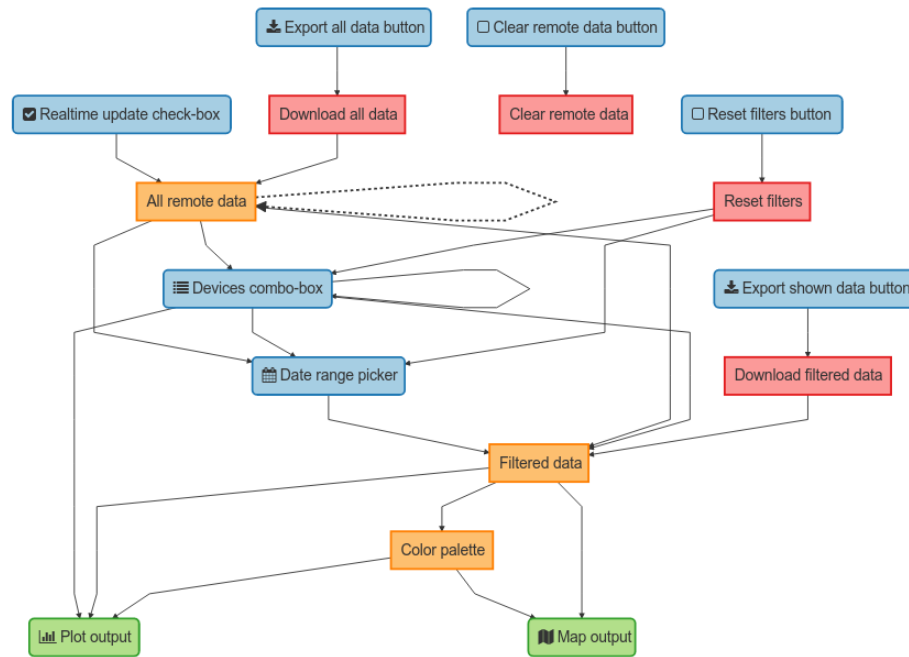 Export all data button
Clear remote data button
Realtime update check-box
Download all data
Clear remote data
Reset filters button
All remote data
Reset filters
Devices combo-box
Export shown data button
Date range picker
Download filtered data
Filtered data
Color palette
Plot output
Map output